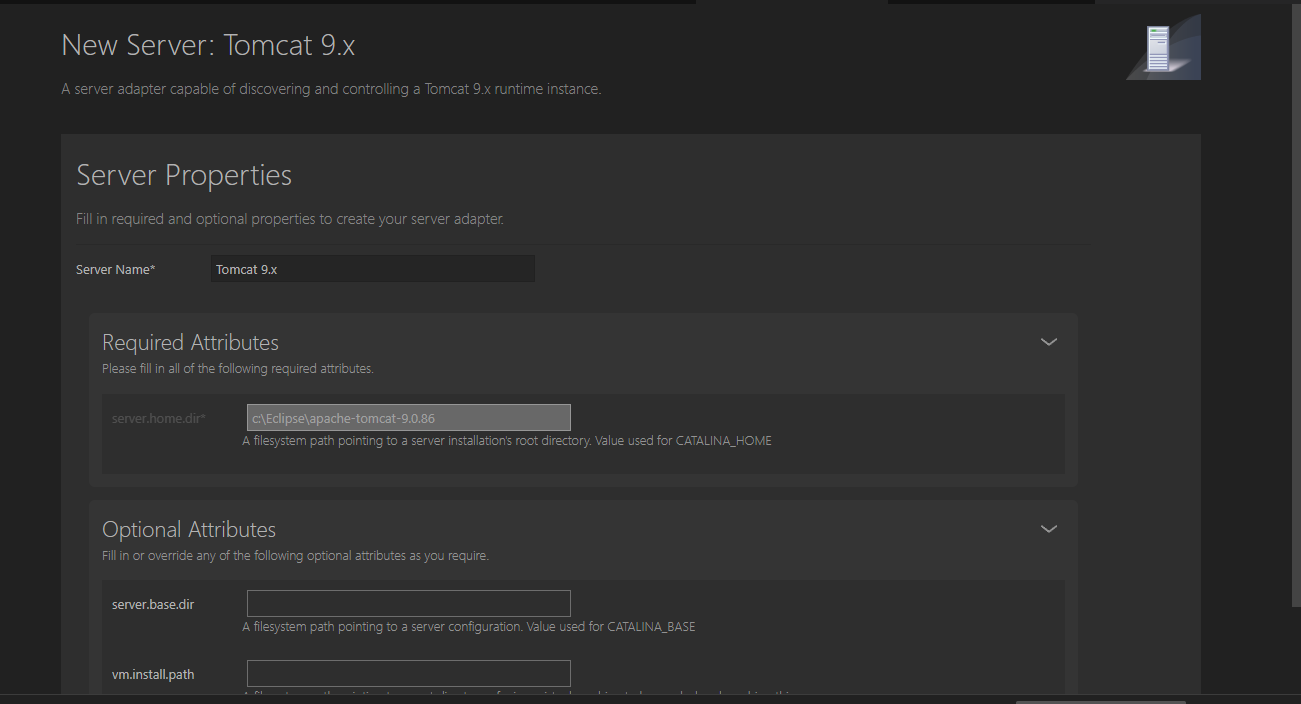 New Server: Tomcat 9.x
A server adapter capable of discovering and controlling a Tomcat 9.x runtime instance.
Server Properties
Fill in required and optional properties to create your server adapter.
Server Name*
Tomcat 9.x
Required Attributes
Please fill in all of the following required attributes.
server.home.dir*
c:\Eclipse\apache-tomcat-9.0.86
A filesystem path pointing to a server installation's root directory. Value used for CATALINA_HOME
Optional Attributes
Fill in or override any of the following optional attributes as you require.
server.base.dir
A filesystem path pointing to a server configuration. Value used for CATALINA_BASE
vm.install.path